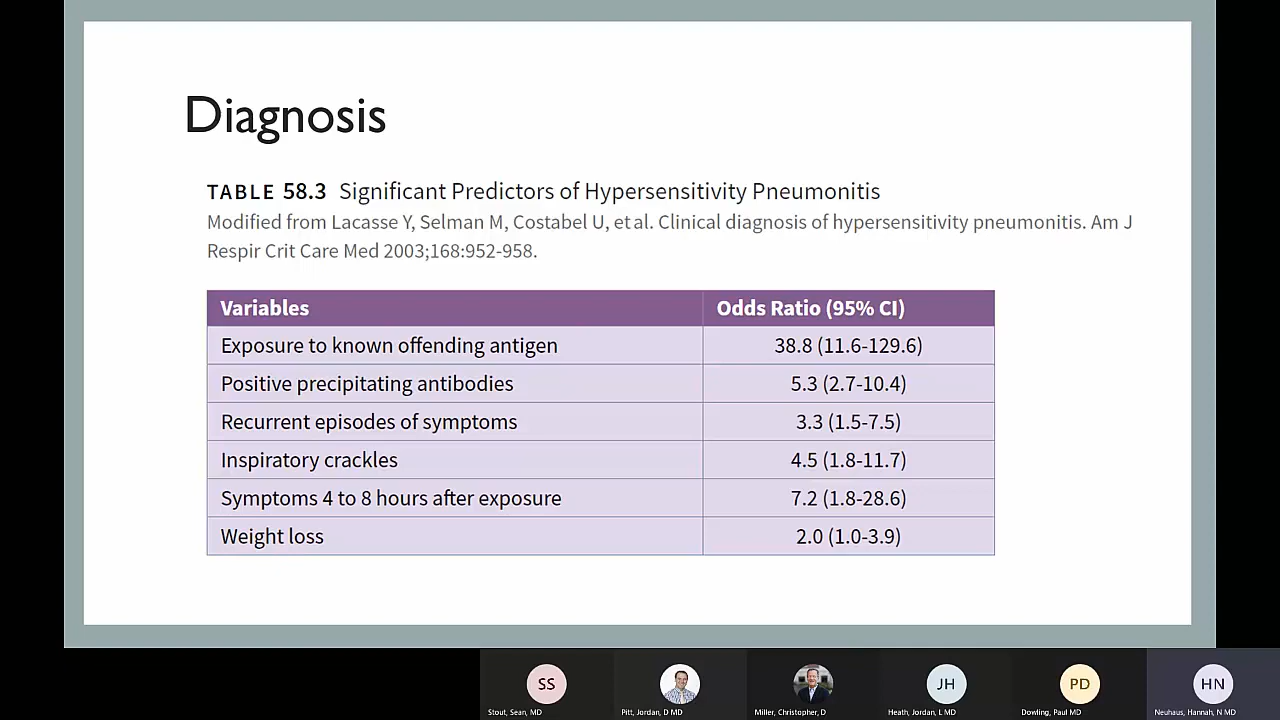 Diagnosis
TABLE 58.3 Significant Predictors of Hypersensitivity Pneumonitis
Modified from Lacasse Y, Selman M, Costabel U, et al. Clinical diagnosis of hypersensitivity pneumonitis. Am J
Respir Crit Care Med 2003;168:952-958.
Variables Odds Ratio (95% CI)
Exposure to known offending antigen 38.8 (11.6-129.6)
Positive precipitating antibodies 5.3 (2.7-10.4)
Recurrent episodes of symptoms 3.3 (1.5-7.5)
Inspiratory crackles 4.5 (1.8-11.7)
Symptoms 4 to 8 hours after exposure 7.2 (1.8-28.6)
Weight loss 2.0 (1.0-3.9)
SS JH PD HN
Stout, Sean, MD Pitt, Jordan, D MD Miller, Christopher, D Heath, Jordan, L MD Dowling, Paul MD Neuhaus, Hannah, N MD